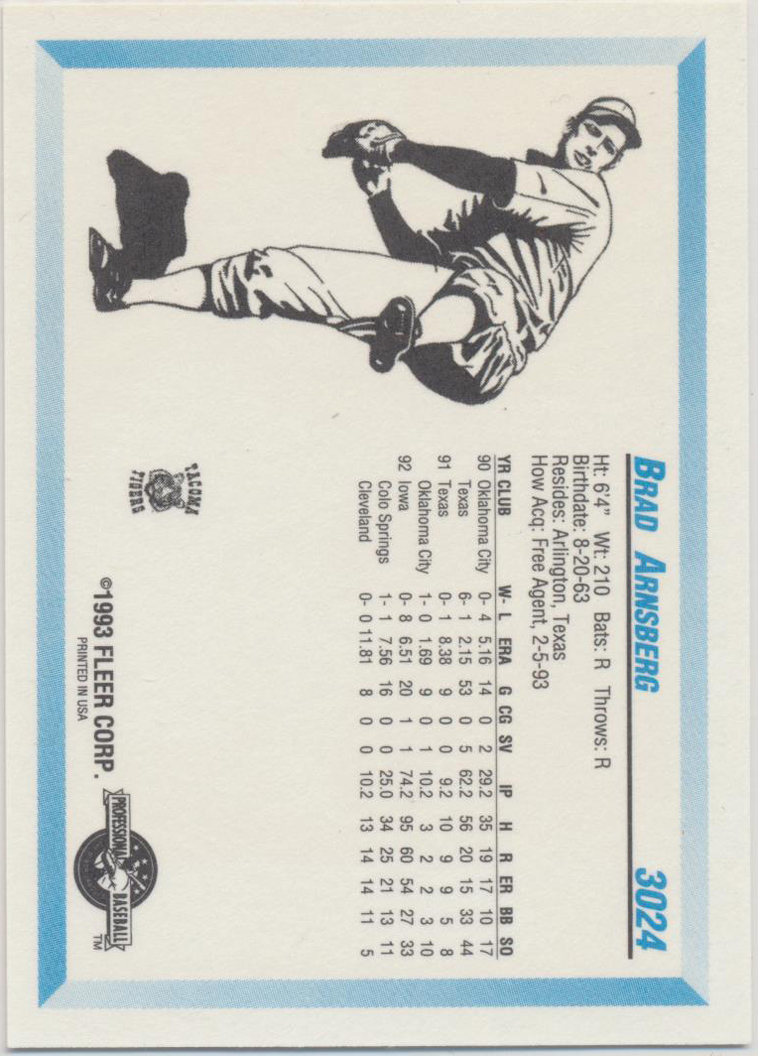 BRAD ARNSBERG 3024
Ht: 6'4" Wt: 210 Bats: R Throws: R
Birthdate: 8-20-63
Resides: Arlington, Texas
How Acq: Free Agent, 2-5-93
YR CLUB W- L ERA G CG SV IP H R ER BB SO
90 Oklahoma City 0- 4 5.16 14 0 2 29.2 35 19 17 10 17
Texas 6- 1 2.15 53 0 5 62.2 56 20 15 33 44
91 Texas 0- 1 8.38 9 0 0 9.2 10 9 9 5 8
Oklahoma City 1- 0 1.69 9 0 1 10.2 3 2 2 3 10
92 Iowa 0- 8 6.51 20 1 1 74.2 95 60 54 27 33
Colo Springs 1- 1 7.56 16 0 0 25.0 34 25 21 13 11
Cleveland 0- 0 11.81 8 0 0 10.2 13 14 14 11 5
TACOMA
TIGERS
©1993 FLEER CORP.
PRINTED IN USA
PROFESSIONAL BASEBALL TM